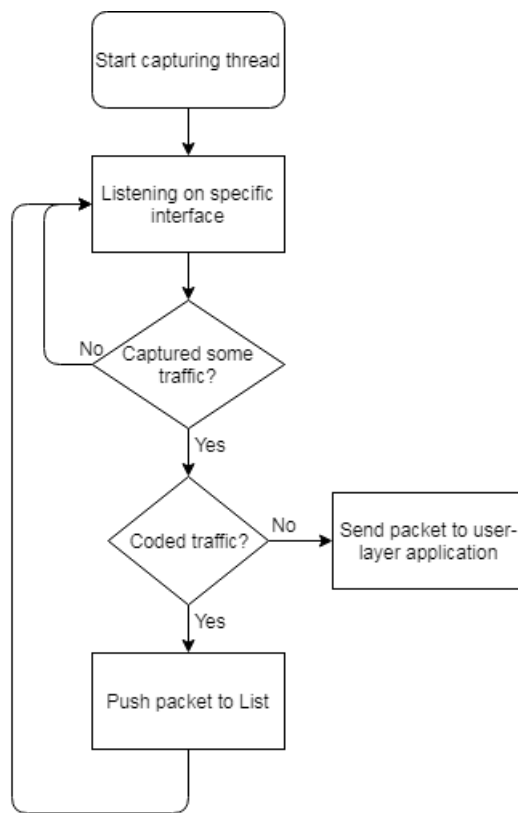 Start capturing thread
Listening on specific
interface
No
Captured some
traffic?
Yes
Coded traffic?
No
Send packet to user-
layer application
Yes
Push packet to List